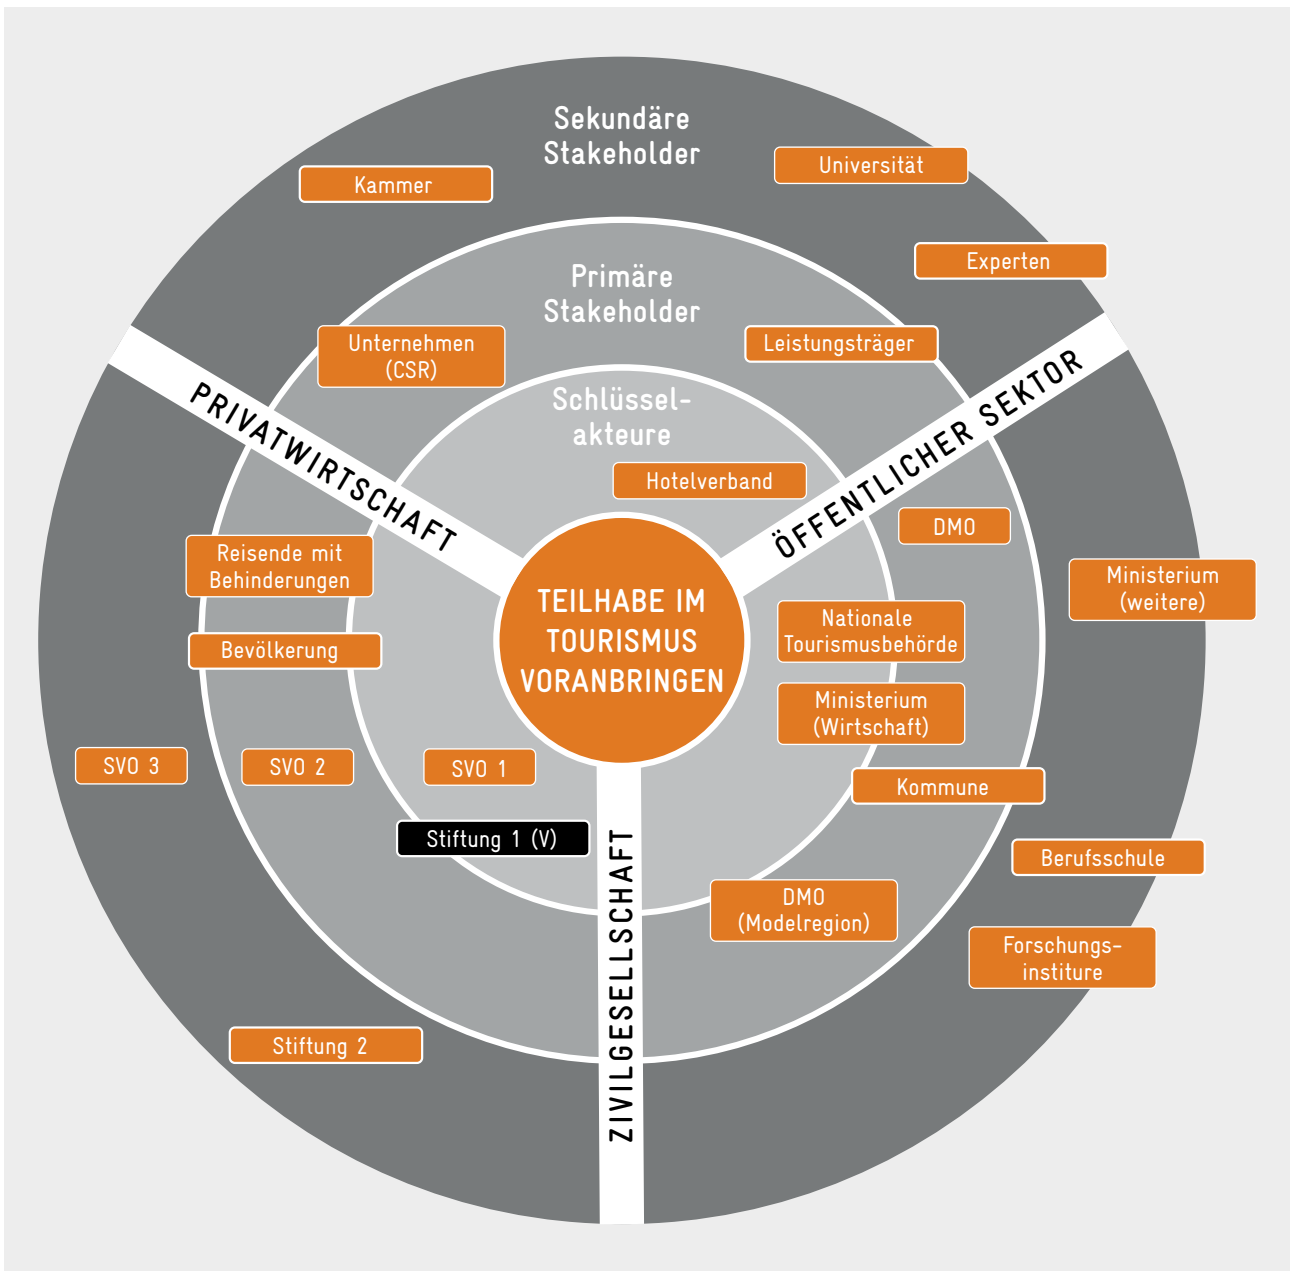 Sekundäre
Stakeholder
Kammer
Universität
Experten
Primäre
Stakeholder
Unternehmen
(CSR)
Leistungsträger
Schlüssel-
akteure
Hotelverband
PRIVATWIRTSCHAFT
ÖFFENTLICHER SEKTOR
DMO
Reisende mit
Behinderungen
Ministerium
(weitere)
TEILHABE IM
TOURISMUS
VORANBRINGEN
Nationale
Tourismusbehörde
Bevölkerung
Ministerium
(Wirtschaft)
SVO 3
SVO 2
SVO 1
Kommune
Stiftung 1 (V)
Berufsschule
ZIVILGESELLSCHAFT
DMO
(Modelregion)
Forschungs-
institure
Stiftung 2